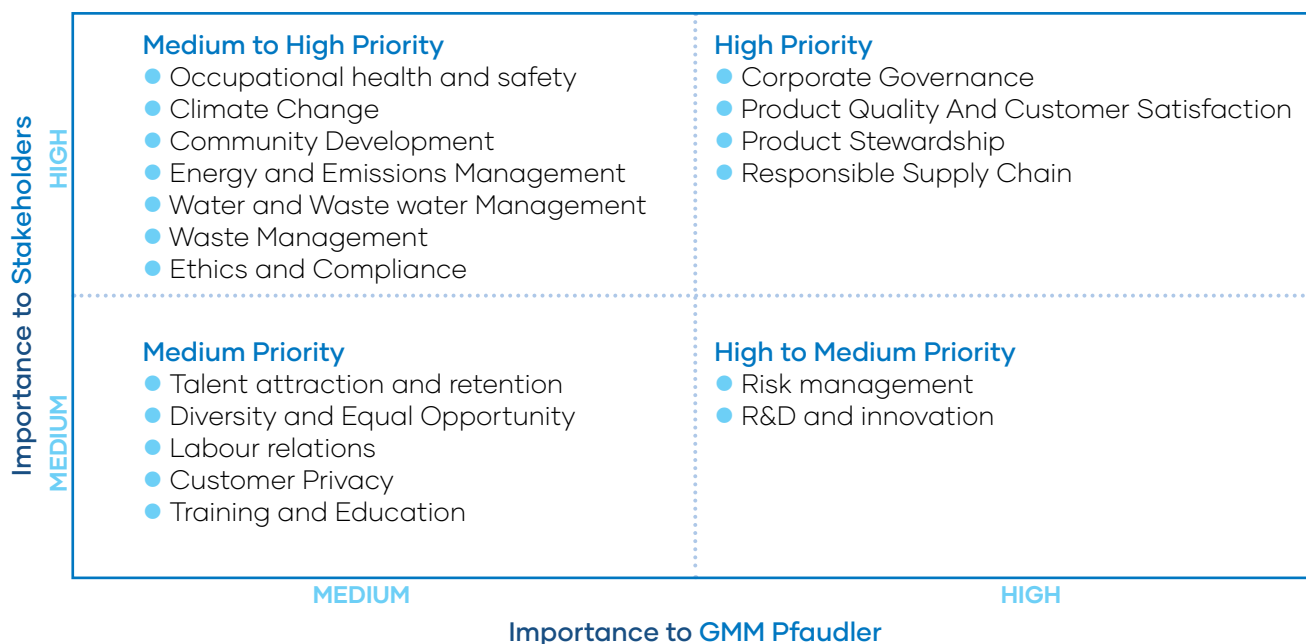 Importance to Stakeholders
HIGH
MEDIUM
Medium to High Priority
Occupational health and safety
Climate Change
Community Development
Energy and Emissions Management
Water and Waste water Management
Waste Management
Ethics and Compliance
High Priority
Corporate Governance
Product Quality And Customer Satisfaction
Product Stewardship
Responsible Supply Chain
Medium Priority
Talent attraction and retention
Diversity and Equal Opportunity
Labour relations
Customer Privacy
Training and Education
High to Medium Priority
Risk management
R&D and innovation
MEDIUM
HIGH
Importance to GMM Pfaudler